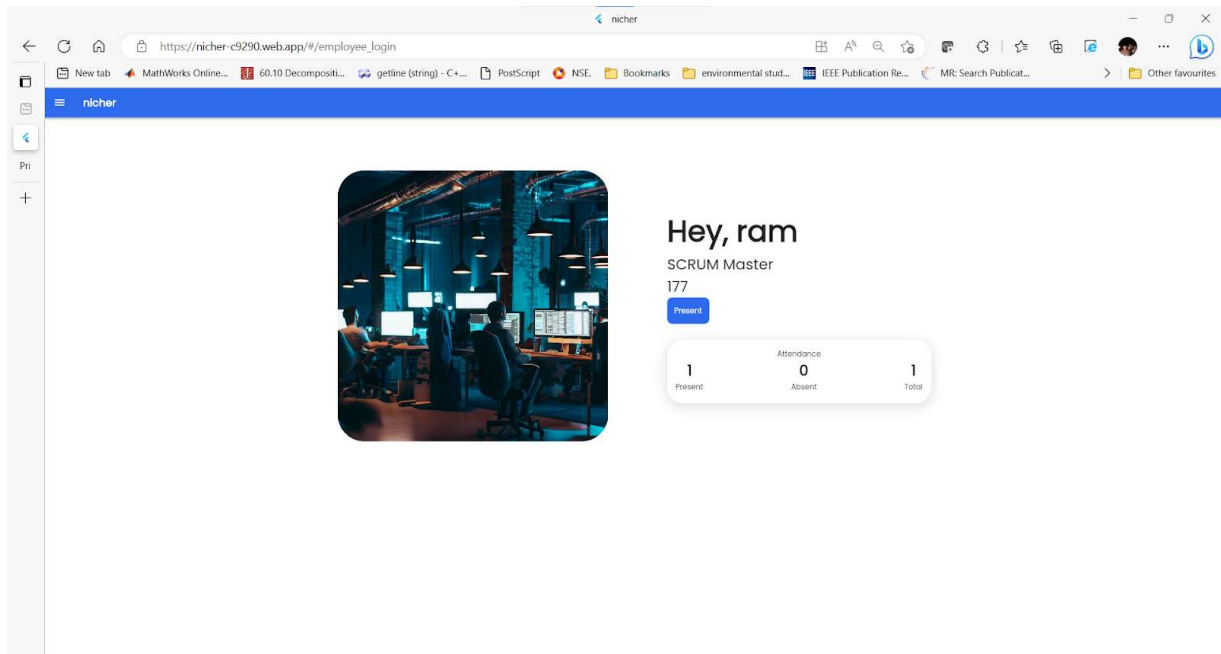 nicher
https://nicher-c9290.web.app/#/employee_login
New tab MathWorks Online... 60.10 Decompositi... getline (string) - C+... PostScript NSE. Bookmarks environmental stud... IEEE Publication Re... MR: Search Publicat... Other favourites
nicher
Pri
Hey, ram
SCRUM Master
177
Present
Attendance
1 0 1
Present Absent Total